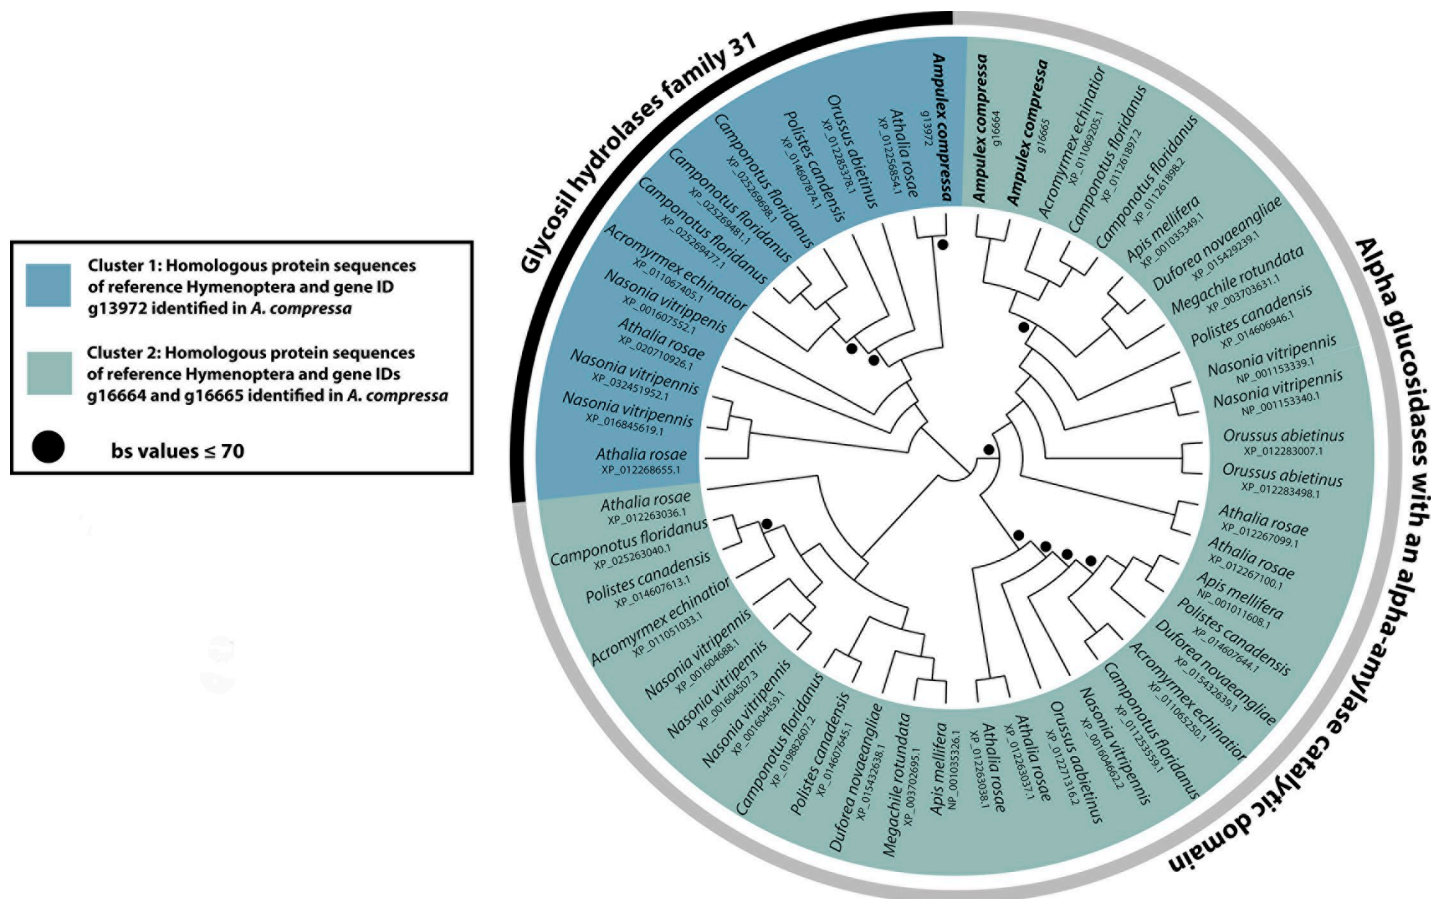 Glycosil hydrolases family 31
Alpha glucosidases with an alpha-amylase catalytic domain
Cluster 1: Homologous protein sequences
of reference Hymenoptera and gene ID
g13972 identified in A. compressa
Cluster 2: Homologous protein sequences
of reference Hymenoptera and gene IDs
g16664 and g16665 identified in A. compressa
bs values ≤ 70
Ampulex compressa
g16664
Ampulex compressa
g16665
Acromyrmex echinatior
XP_011069205.1
Camponotus floridanus
XP_011261897.2
Camponotus floridanus
XP_011261898.2
Apis mellifera
XP_001035349.1
Duforea novaeangliae
XP_015429239.1
Megachile rotundata
XP_003703631.1
Polistes canadensis
XP_014606946.1
Nasonia vitripennis
NP_001153339.1
Nasonia vitripennis
NP_001153340.1
Orussus abietinus
XP_012283007.1
Orussus abietinus
XP_012283498.1
Athalia rosae
XP_012267099.1
Athalia rosae
XP_012267100.1
Apis mellifera
NP_001011608.1
Polistes canadensis
XP_014607644.1
Duforea novaeangliae
XP_015432639.1
Acromyrmex echinatior
XP_011065250.1
Camponotus floridanus
XP_011253559.1
Nasonia vitripennis
XP_001604662.2
Orussus aabietinus
XP_012271316.2
Athalia rosae
XP_012263037.1
Athalia rosae
XP_012263038.1
Apis mellifera
NP_001035326.1
Megachile rotundata
XP_003702695.1
Duforea novaeangliae
XP_015432638.1
Polistes canadensis
XP_014607645.1
Camponotus floridanus
XP_019882607.2
Nasonia vitripennis
XP_001604459.1
Nasonia vitripennis
XP_001604507.3
Nasonia vitripennis
XP_001604688.1
Acromyrmex echinatior
XP_011051033.1
Polistes canadensis
XP_014607613.1
Camponotus floridanus
XP_025263040.1
Athalia rosae
XP_012263036.1
Athalia rosae
XP_012268655.1
Nasonia vitripennis
XP_016845619.1
Nasonia vitripennis
XP_032451952.1
Athalia rosae
XP_020710926.1
Nasonia vitrippenis
XP_001607552.1
Acromyrmex echinatior
XP_011067405.1
Camponotus floridanus
XP_025269477.1
Camponotus floridanus
XP_025269481.1
Camponotus floridanus
XP_025269698.1
Polistes candensis
XP_014607874.1
Orussus abietinus
XP_012285378.1
Athalia rosae
XP_012256854.1
Ampulex compressa
g13972